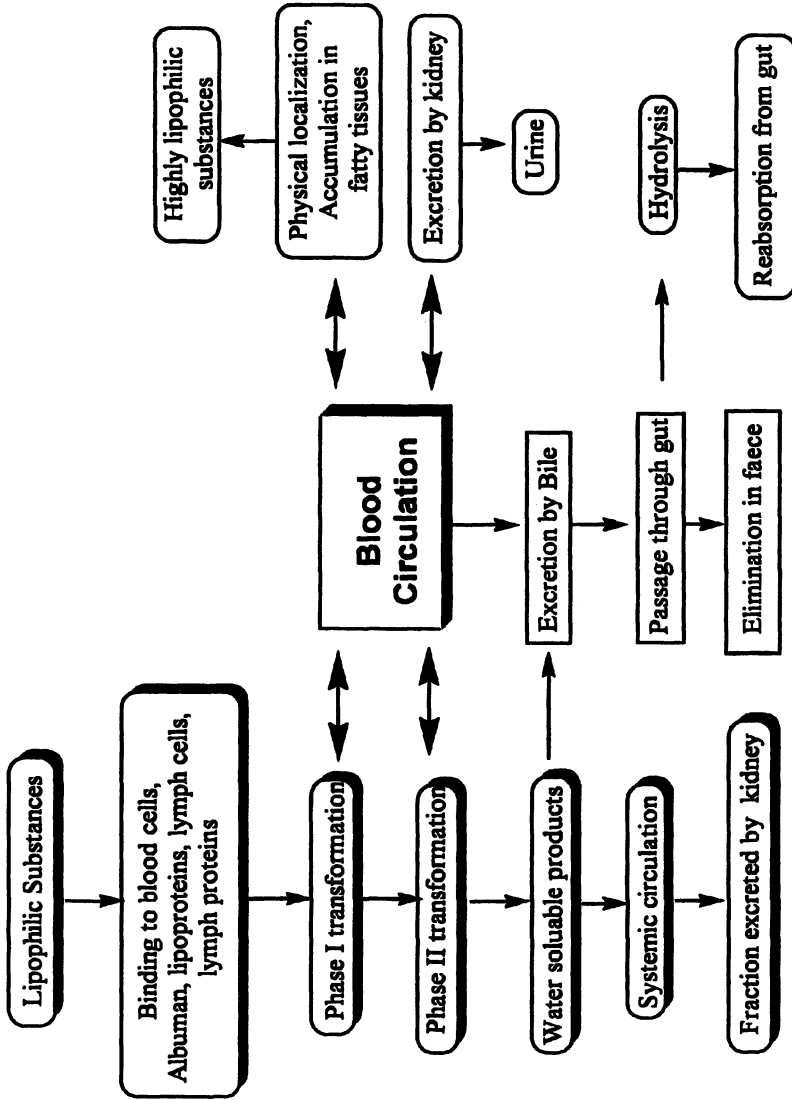 Lipophilic Substances
Binding to blood cells,
Albuman, lipoproteins, lymph cells,
lymph proteins
Phase I transformation
Phase II transformation
Water soluable products
Systemic circulation
Fraction excreted by kidney
Blood
Circulation
Excretion by Bile
Passage through gut
Elimination in faece
Highly lipophilic
substances
Physical localization,
Accumulation in
fatty tissues
Excretion by kidney
Urine
Hydrolysis
Reabsorption from gut